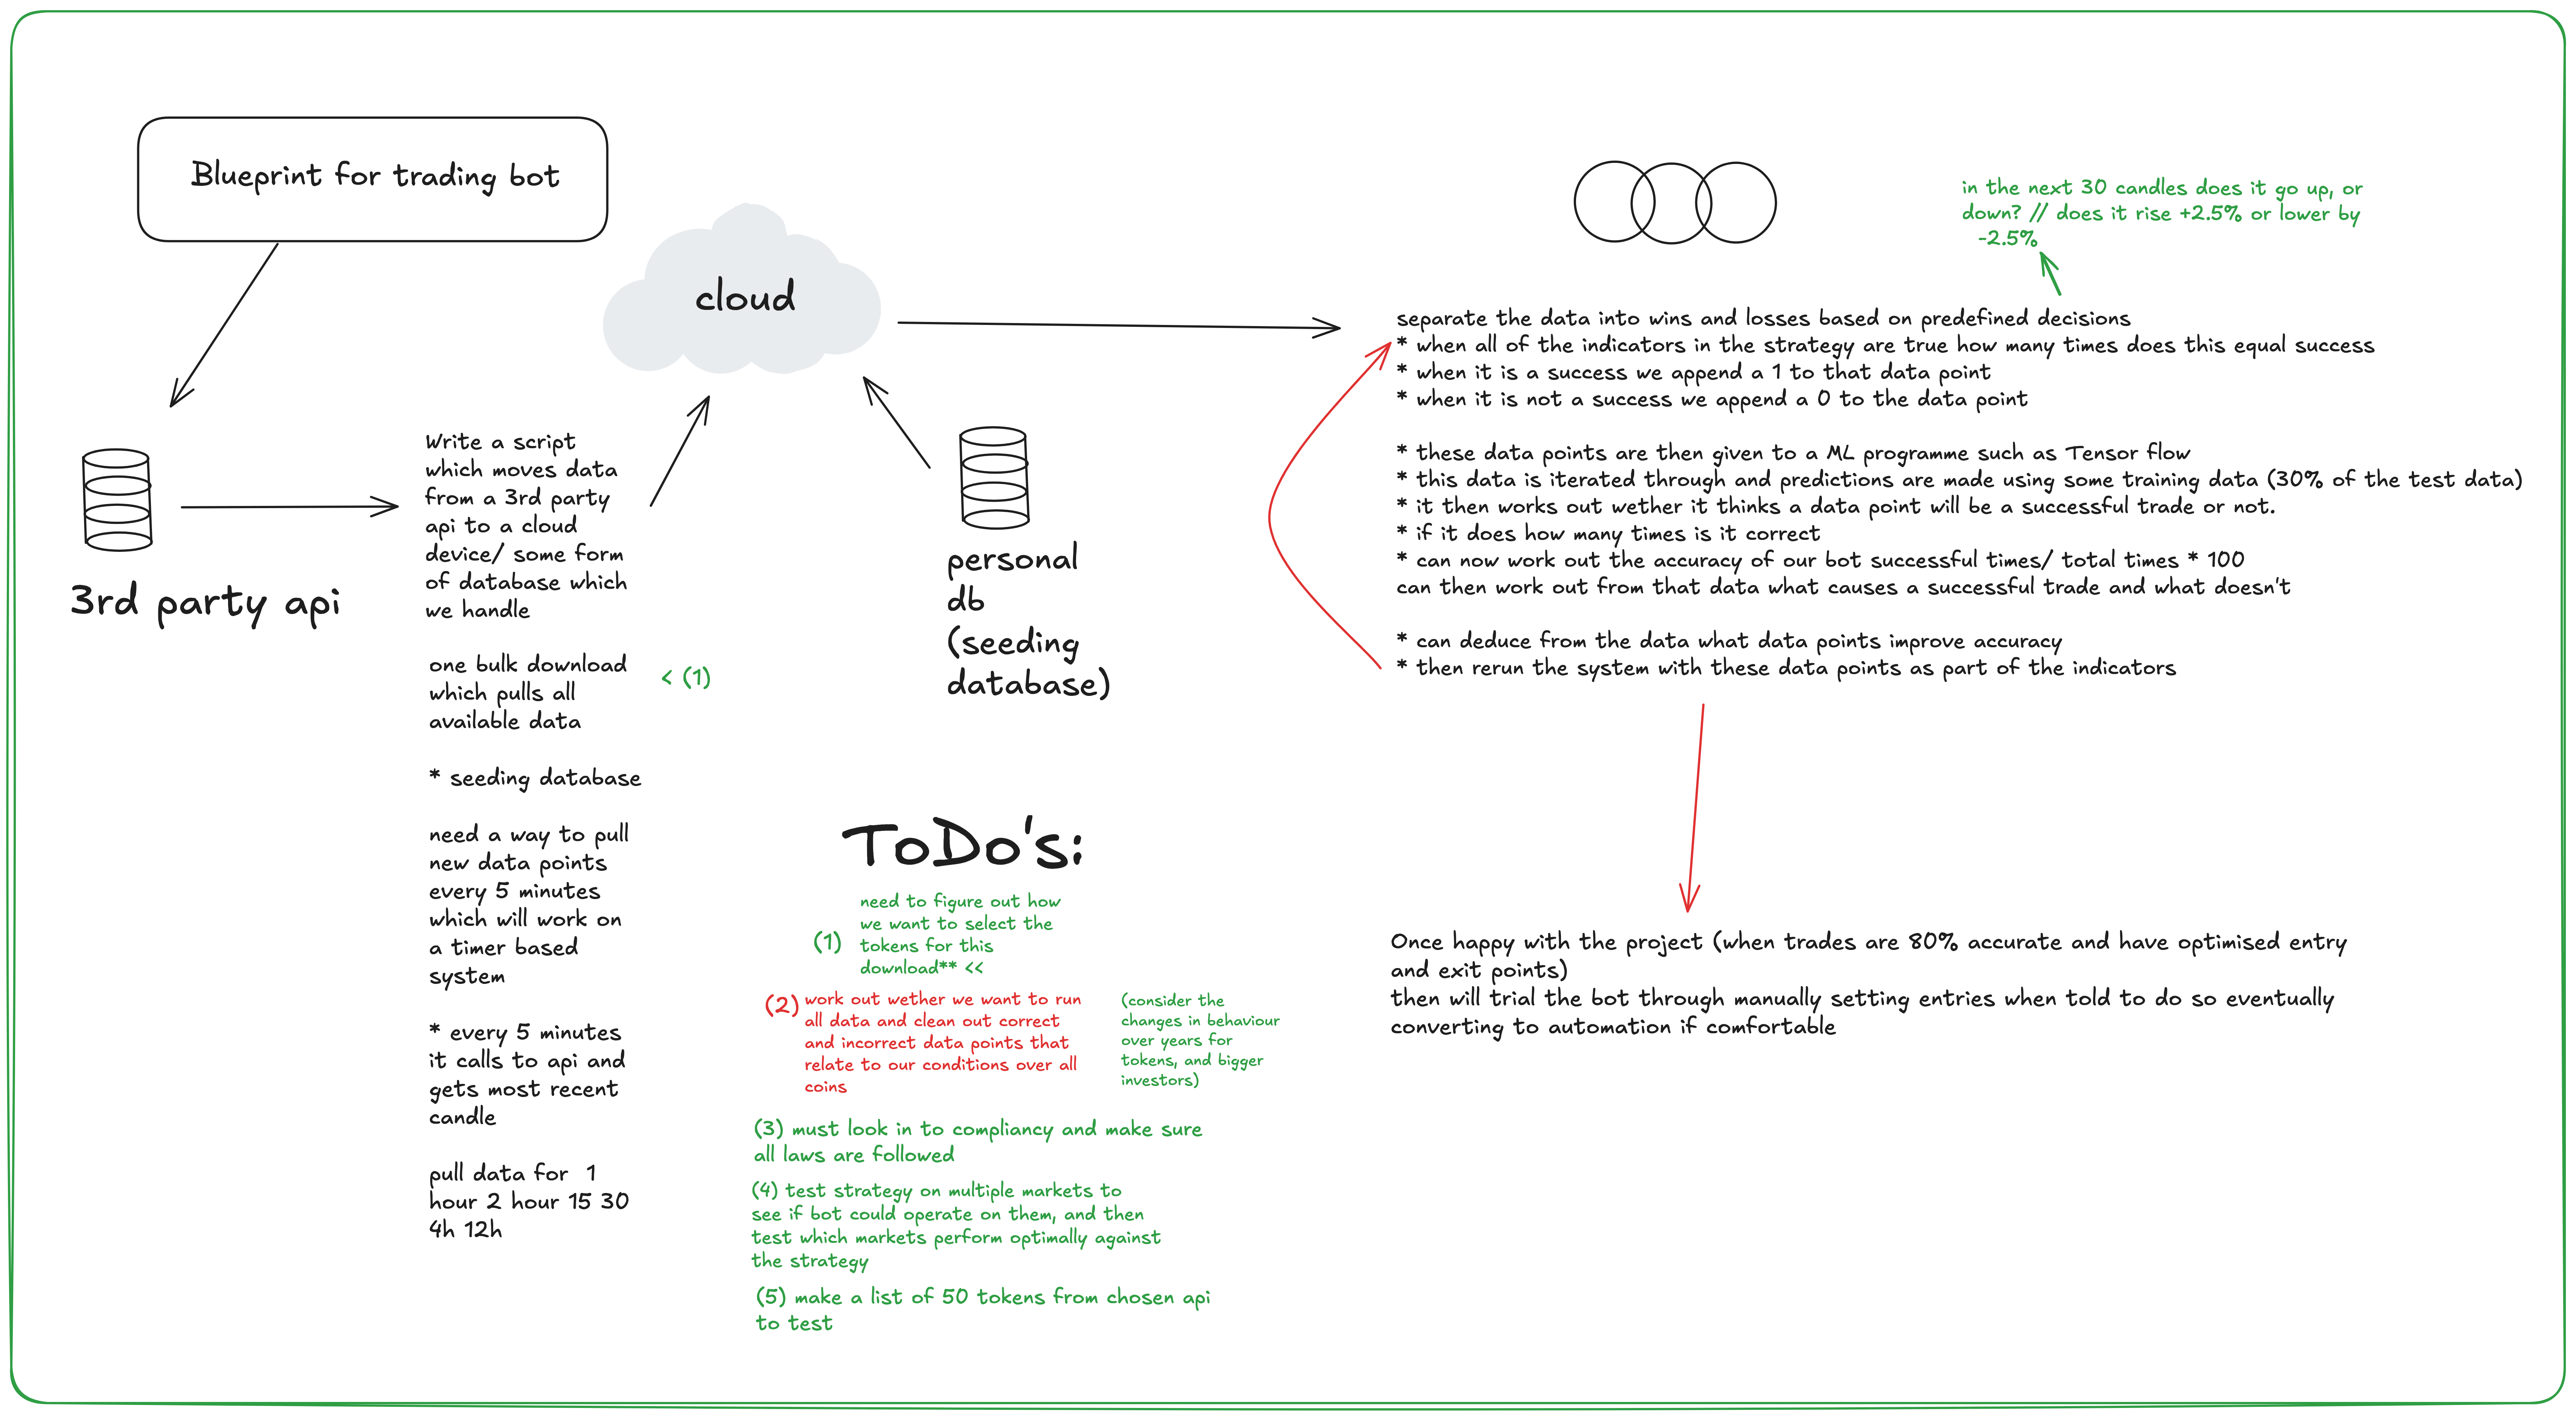 Blueprint for trading bot
cloud
3rd party api
Write a script
which moves data
from a 3rd party
api to a cloud
device/ some form
of database which
we handle
one bulk download
which pulls all
available data
< (1)
* seeding database
need a way to pull
new data points
every 5 minutes
which will work on
a timer based
system
* every 5 minutes
it calls to api and
gets most recent
candle
pull data for  1
hour 2 hour 15 30
4h 12h
personal
db
(seeding
database)
ToDo's:
(1)
need to figure out how
we want to select the
tokens for this
download** <<
(2)
work out wether we want to run
all data and clean out correct
and incorrect data points that
relate to our conditions over all
coins
(consider the
changes in behaviour
over years for
tokens, and bigger
investors)
(3) must look in to compliancy and make sure
all laws are followed
(4) test strategy on multiple markets to
see if bot could operate on them, and then
test which markets perform optimally against
the strategy
(5) make a list of 50 tokens from chosen api
to test
in the next 30 candles does it go up, or
down? // does it rise +2.5% or lower by
-2.5%
separate the data into wins and losses based on predefined decisions
* when all of the indicators in the strategy are true how many times does this equal success
* when it is a success we append a 1 to that data point
* when it is not a success we append a 0 to the data point
* these data points are then given to a ML programme such as Tensor flow
* this data is iterated through and predictions are made using some training data (30% of the test data)
* it then works out wether it thinks a data point will be a successful trade or not.
* if it does how many times is it correct
* can now work out the accuracy of our bot successful times/ total times * 100
can then work out from that data what causes a successful trade and what doesn't
* can deduce from the data what data points improve accuracy
* then rerun the system with these data points as part of the indicators
Once happy with the project (when trades are 80% accurate and have optimised entry
and exit points)
then will trial the bot through manually setting entries when told to do so eventually
converting to automation if comfortable